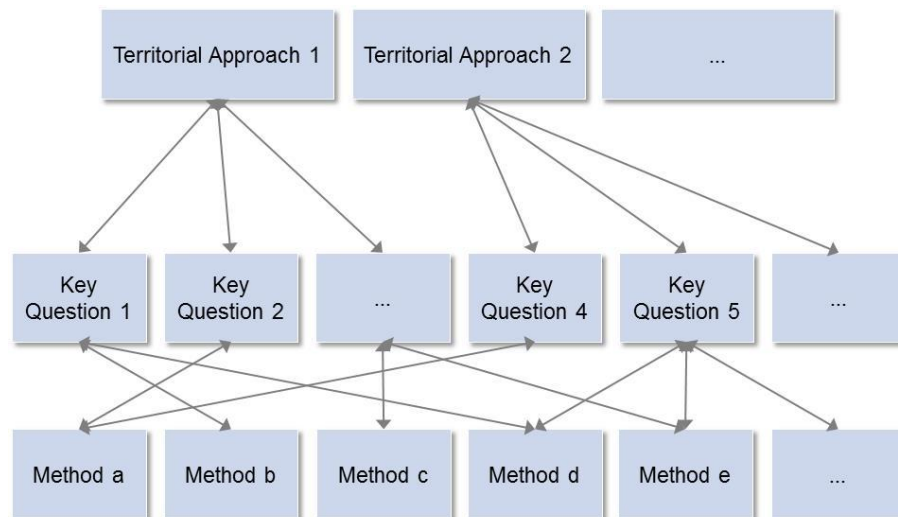 Territorial Approach 1
Territorial Approach 2
...
Key
Question 1
Key
Question 2
...
Key
Question 4
Key
Question 5
...
Method a
Method b
Method c
Method d
Method e
...